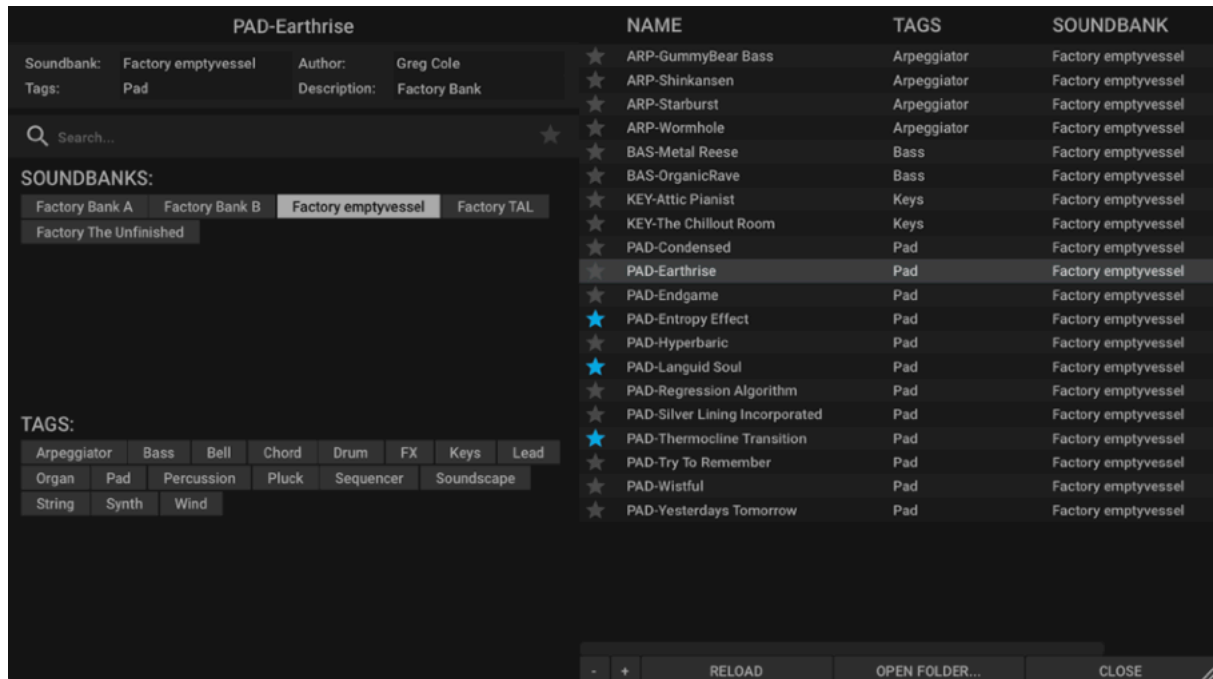 PAD-Earthrise
Soundbank: Factory emptyvessel Author: Greg Cole
Tags: Pad Description: Factory Bank
Search...
SOUNDBANKS:
Factory Bank A Factory Bank B Factory emptyvessel Factory TAL
Factory The Unfinished
TAGS:
Arpeggiator Bass Bell Chord Drum FX Keys Lead
Organ Pad Percussion Pluck Sequencer Soundscape
String Synth Wind
NAME TAGS SOUNDBANK
ARP-GummyBear Bass Arpeggiator Factory emptyvessel
ARP-Shinkansen Arpeggiator Factory emptyvessel
ARP-Starburst Arpeggiator Factory emptyvessel
ARP-Wormhole Arpeggiator Factory emptyvessel
BAS-Metal Reese Bass Factory emptyvessel
BAS-OrganicRave Bass Factory emptyvessel
KEY-Attic Pianist Keys Factory emptyvessel
KEY-The Chillout Room Keys Factory emptyvessel
PAD-Condensed Pad Factory emptyvessel
PAD-Earthrise Pad Factory emptyvessel
PAD-Endgame Pad Factory emptyvessel
PAD-Entropy Effect Pad Factory emptyvessel
PAD-Hyperbaric Pad Factory emptyvessel
PAD-Languid Soul Pad Factory emptyvessel
PAD-Regression Algorithm Pad Factory emptyvessel
PAD-Silver Lining Incorporated Pad Factory emptyvessel
PAD-Thermocline Transition Pad Factory emptyvessel
PAD-Try To Remember Pad Factory emptyvessel
PAD-Wistful Pad Factory emptyvessel
PAD-Yesterdays Tomorrow Pad Factory emptyvessel
- + RELOAD OPEN FOLDER... CLOSE